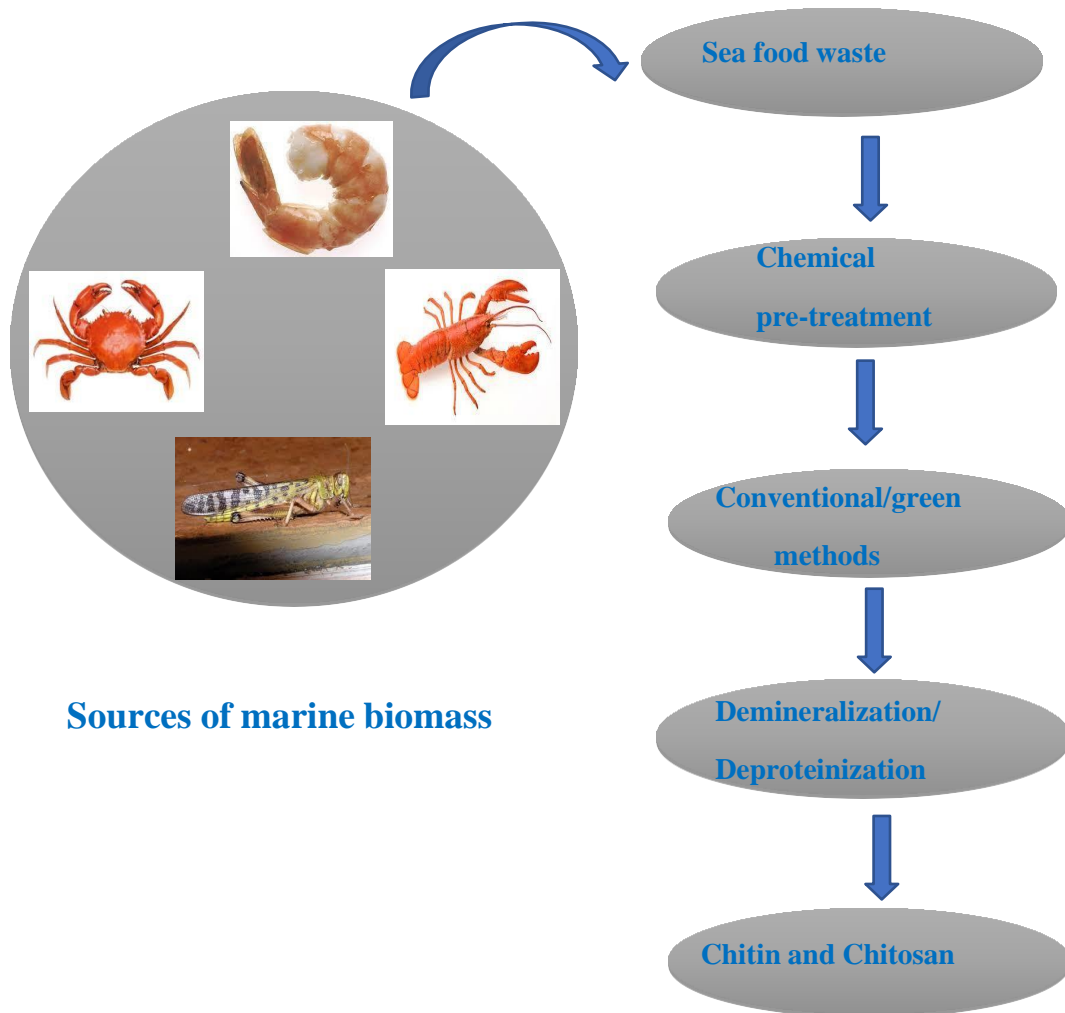 Sea food waste
Chemical
pre-treatment
Conventional/green
methods
Sources of marine biomass
Demineralization/
Deproteinization
Chitin and Chitosan